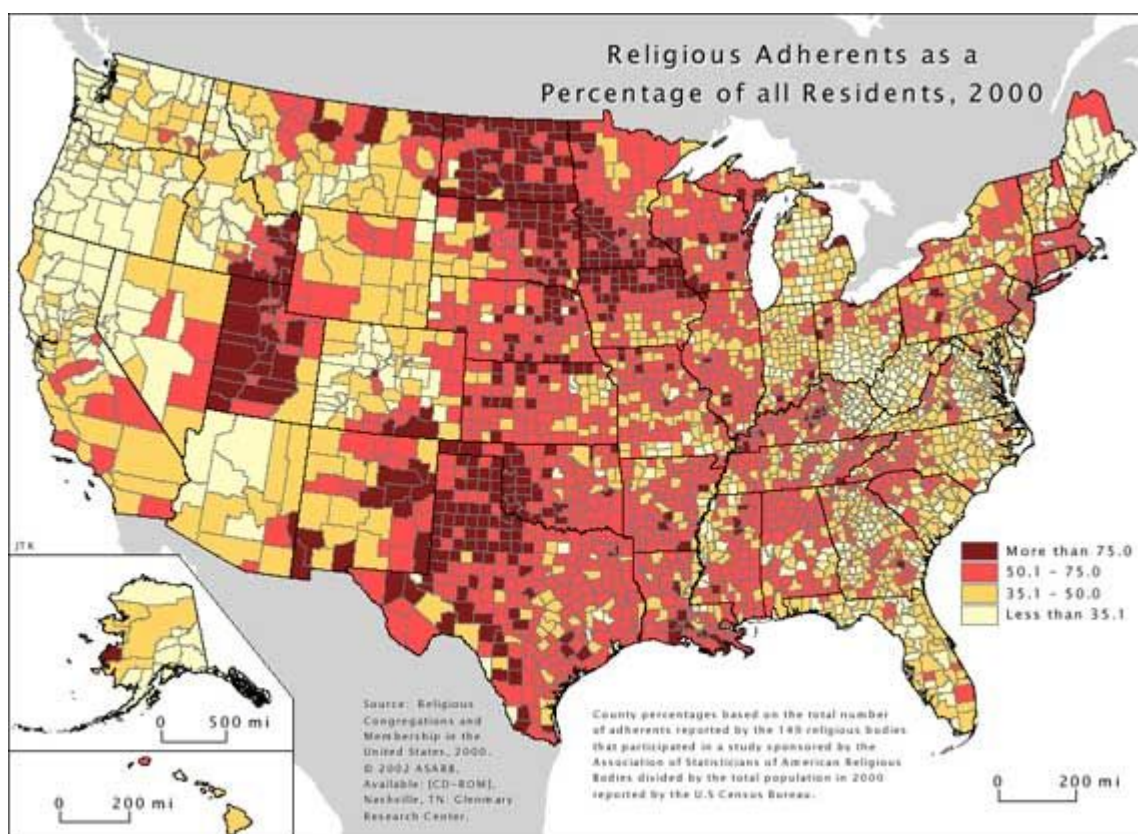 Religious Adherents as a
Percentage of all Residents, 2000
JTK
More than 75.0
50.1 – 75.0
35.1 – 50.0
Less than 35.1
0 500 mi
0 200 mi
Source: Religious
Congregations and
Membership in the
United States, 2000.
© 2002 ASARB.
Available: [CD-ROM],
Nashville, TN: Glenmary
Research Center.
County percentages based on the total number
of adherents reported by the 149 religious bodies
that participated in a study sponsored by the
Association of Statisticians of American Religious
Bodies divided by the total population in 2000
reported by the U.S Census Bureau.
0 200 mi